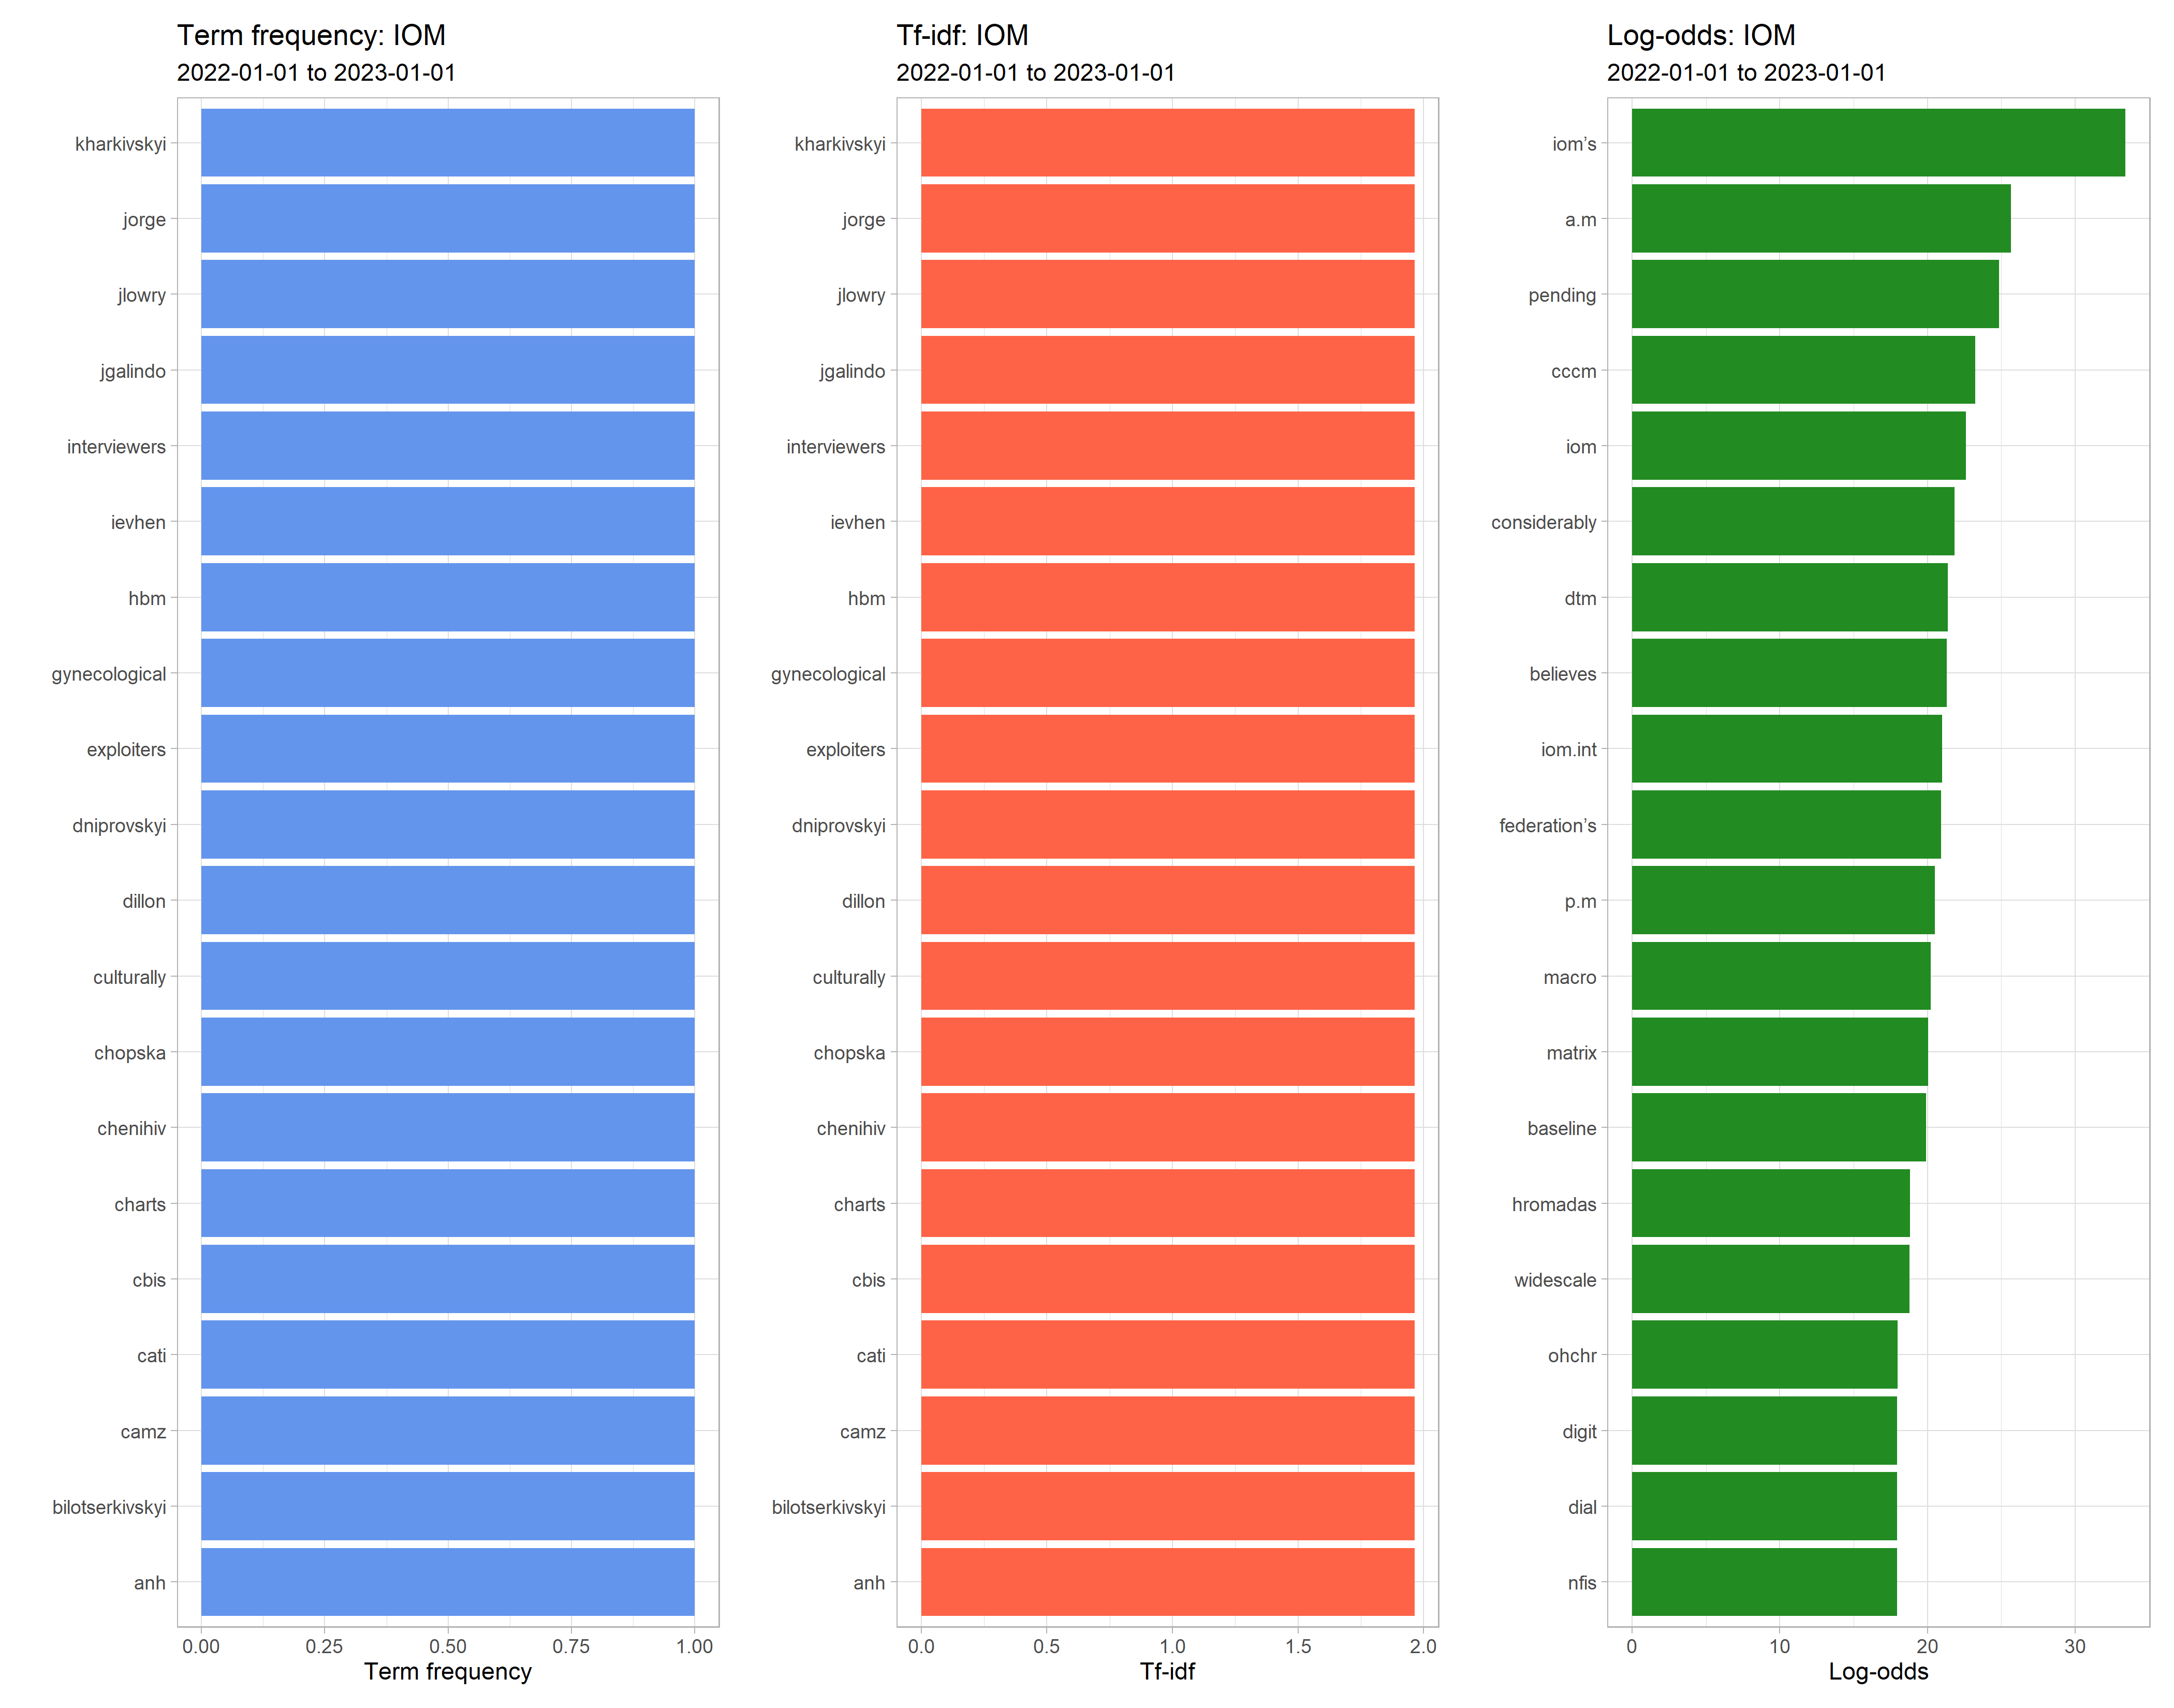 Term frequency: IOM
2022-01-01 to 2023-01-01
kharkivskyi
jorge
jlowry
jgalindo
interviewers
ievhen
hbm
gynecological
exploiters
dniprovskyi
dillon
culturally
chopska
chenihiv
charts
cbis
cati
camz
bilotserkivskyi
anh
0.00 0.25 0.50 0.75 1.00
Term frequency
Tf-idf: IOM
2022-01-01 to 2023-01-01
kharkivskyi
jorge
jlowry
jgalindo
interviewers
ievhen
hbm
gynecological
exploiters
dniprovskyi
dillon
culturally
chopska
chenihiv
charts
cbis
cati
camz
bilotserkivskyi
anh
0.0 0.5 1.0 1.5 2.0
Tf-idf
Log-odds: IOM
2022-01-01 to 2023-01-01
iom’s
a.m
pending
cccm
iom
considerably
dtm
believes
iom.int
federation’s
p.m
macro
matrix
baseline
hromadas
widescale
ohchr
digit
dial
nfis
0 10 20 30
Log-odds